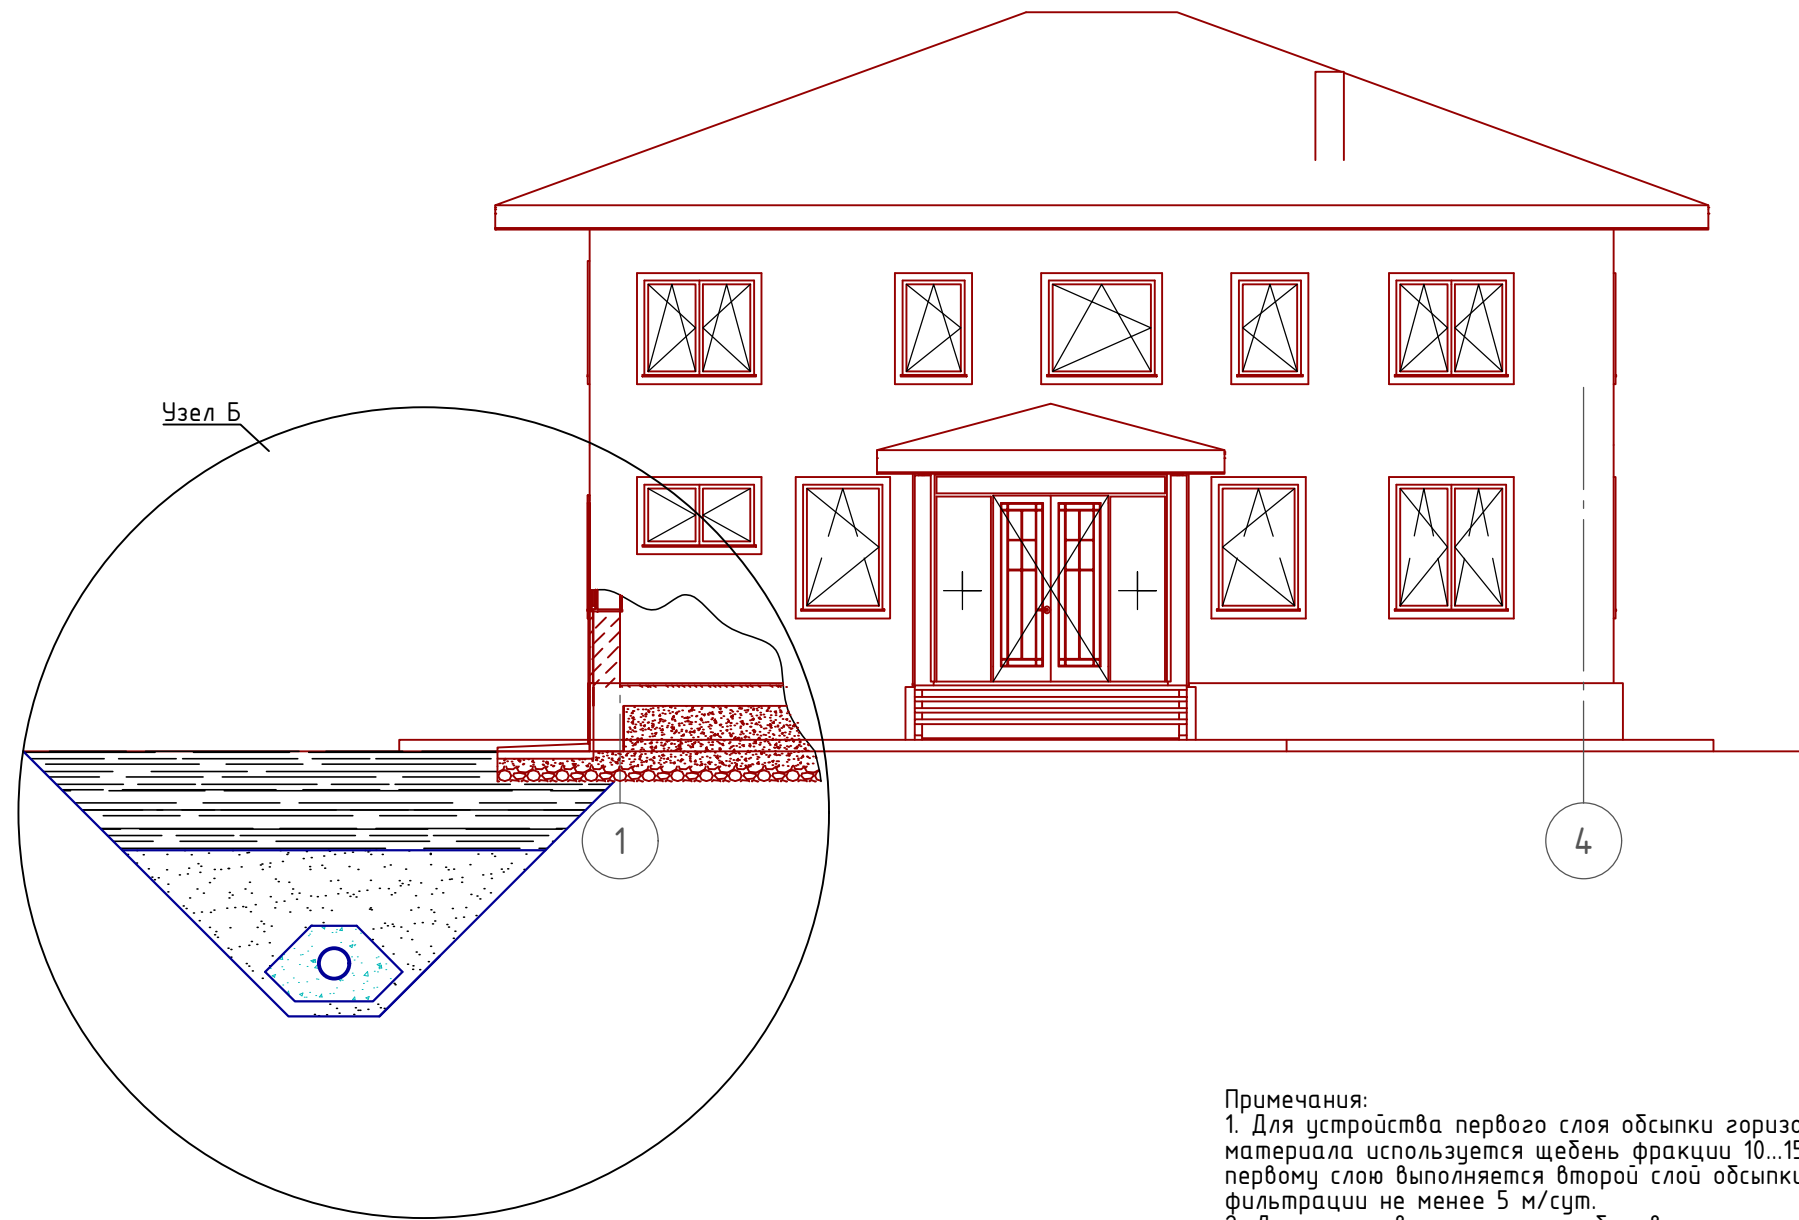 Узел Б
1
4
Примечания:
1. Для устройства первого слоя обсыпки
материала используется щебень фракции 10...15
первому слою выполняется второй слой обсыпки
фильтрации не менее 5 м/сут.